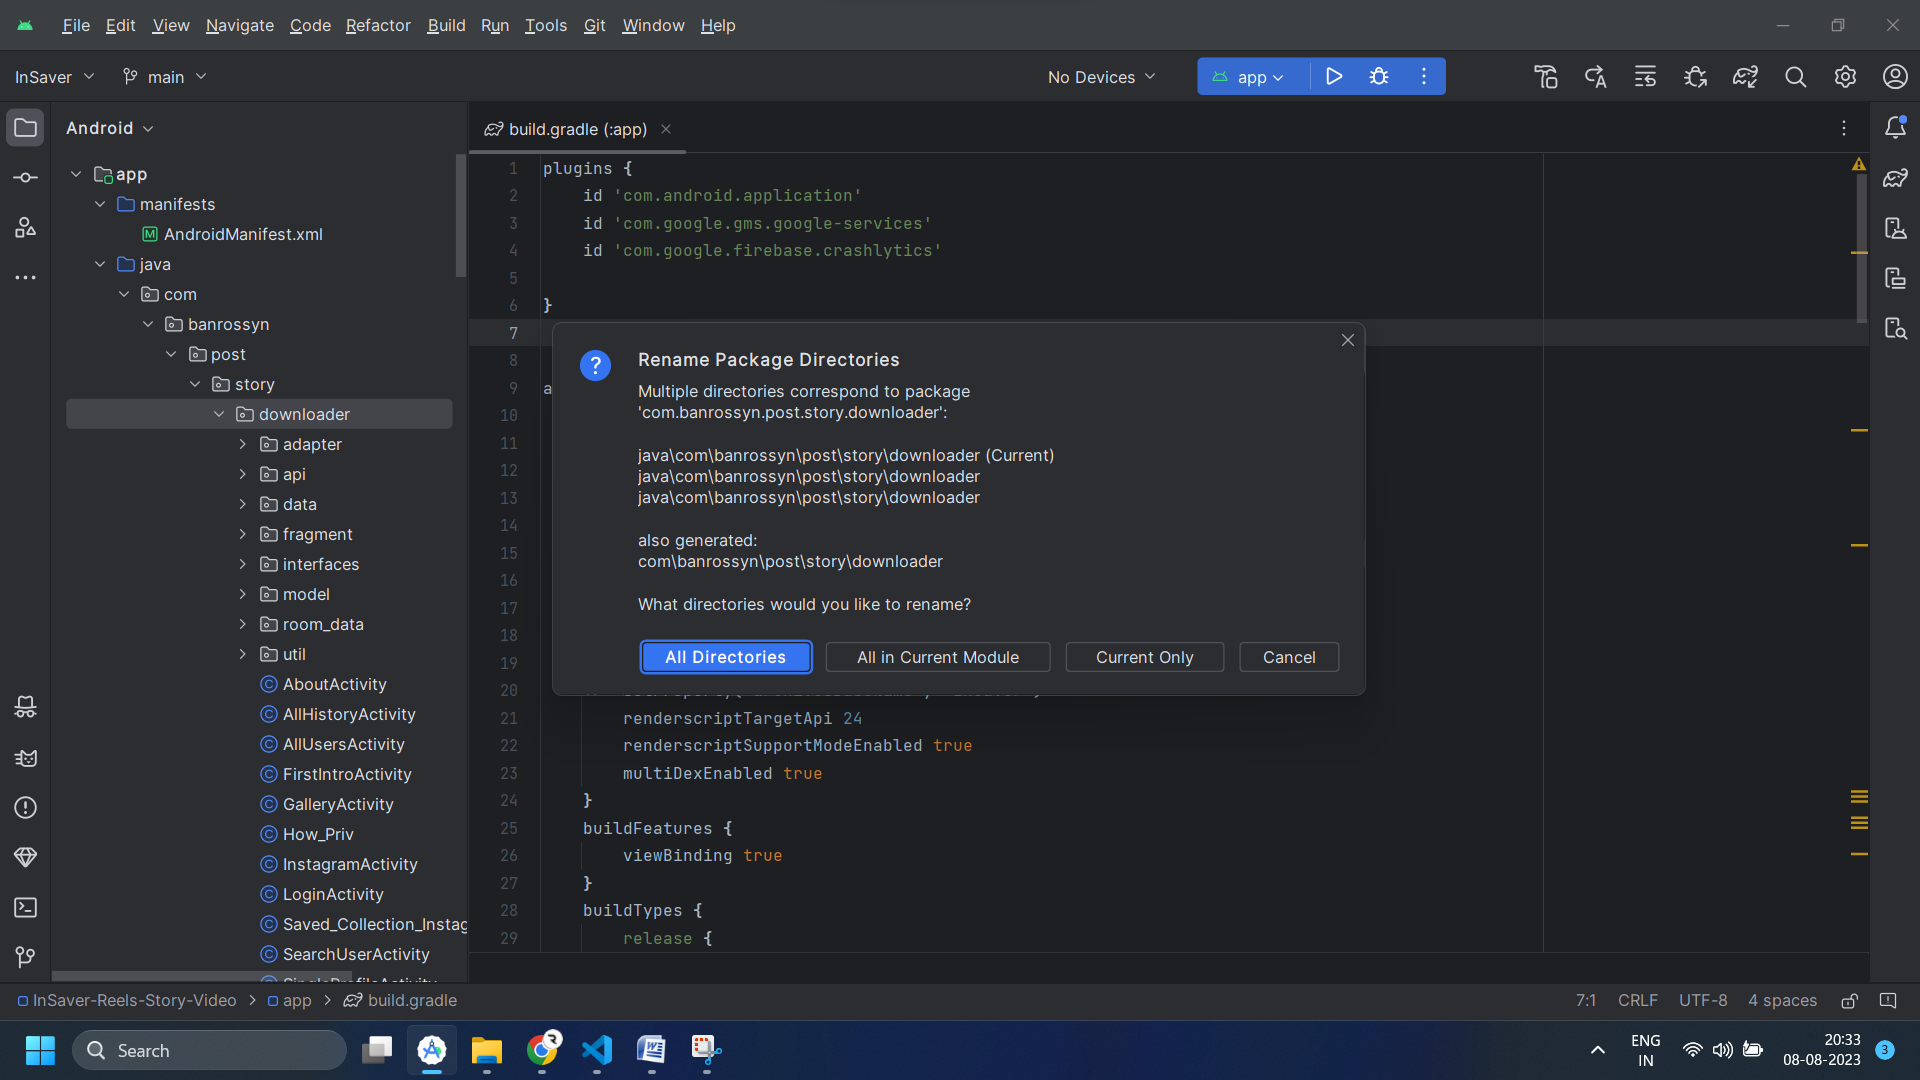 File Edit View Navigate Code Refactor Build Run Tools Git Window Help
InSaver main No Devices app
Android
build.gradle (:app)
app
manifests
AndroidManifest.xml
java
com
banrossyn
post
story
downloader
adapter
api
data
fragment
interfaces
model
room_data
util
AboutActivity
AllHistoryActivity
AllUsersActivity
FirstIntroActivity
GalleryActivity
How_Priv
InstagramActivity
LoginActivity
Saved_Collection_Instag
SearchUserActivity
1 plugins {
2 id 'com.android.application'
3 id 'com.google.gms.google-services'
4 id 'com.google.firebase.crashlytics'
5
6 }
7
8
9 a
10
11
12
13
14
15
16
17
18
19
20
21 renderscriptTargetApi 24
22 renderscriptSupportModeEnabled true
23 multiDexEnabled true
24 }
25 buildFeatures {
26 viewBinding true
27 }
28 buildTypes {
29 release {
Rename Package Directories
Multiple directories correspond to package
'com.banrossyn.post.story.downloader':
java\com\banrossyn\post\story\downloader (Current)
java\com\banrossyn\post\story\downloader
java\com\banrossyn\post\story\downloader
also generated:
com\banrossyn\post\story\downloader
What directories would you like to rename?
All Directories All in Current Module Current Only Cancel
InSaver-Reels-Story-Video > app > build.gradle
7:1 CRLF UTF-8 4 spaces
Search
ENG
IN
20:33
08-08-2023
3